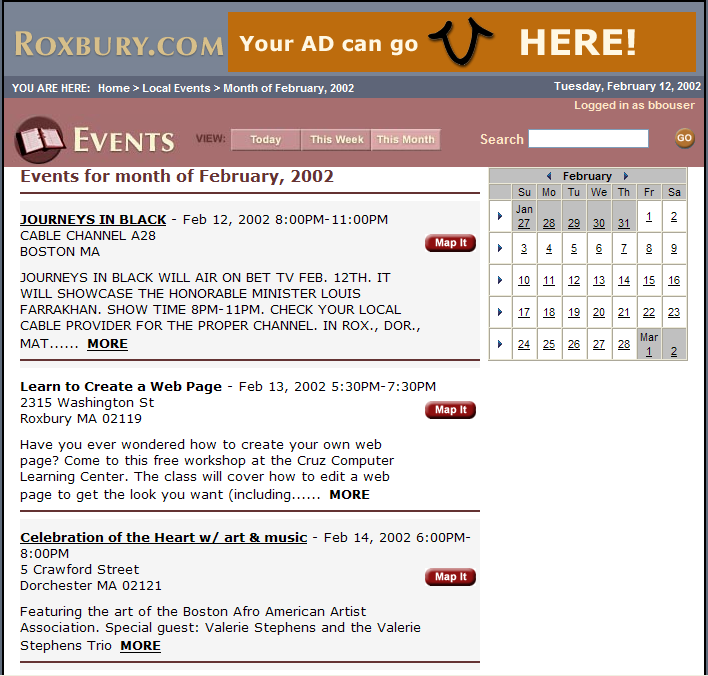 ROXBURY.COM
Your AD can go HERE!
YOU ARE HERE: Home > Local Events > Month of February, 2002
Tuesday, February 12, 2002
Logged in as bbouser
EVENTS
VIEW: Today This Week This Month
Search GO
Events for month of February, 2002
JOURNEYS IN BLACK - Feb 12, 2002 8:00PM-11:00PM
CABLE CHANNEL A28
BOSTON MA
Map It
JOURNEYS IN BLACK WILL AIR ON BET TV FEB. 12TH. IT
WILL SHOWCASE THE HONORABLE MINISTER LOUIS
FARRAKHAN. SHOW TIME 8PM-11PM. CHECK YOUR LOCAL
CABLE PROVIDER FOR THE PROPER CHANNEL. IN ROX., DOR.,
MAT...... MORE
Learn to Create a Web Page - Feb 13, 2002 5:30PM-7:30PM
2315 Washington St
Roxbury MA 02119
Map It
Have you ever wondered how to create your own web
page? Come to this free workshop at the Cruz Computer
Learning Center. The class will cover how to edit a web
page to get the look you want (including...... MORE
Celebration of the Heart w/ art & music - Feb 14, 2002 6:00PM-
8:00PM
5 Crawford Street
Dorchester MA 02121
Map It
Featuring the art of the Boston Afro American Artist
Association. Special guest: Valerie Stephens and the Valerie
Stephens Trio MORE
February
Su Mo Tu We Th Fr Sa
Jan
27 28 29 30 31 1 2
3 4 5 6 7 8 9
10 11 12 13 14 15 16
17 18 19 20 21 22 23
24 25 26 27 28 Mar
1 2